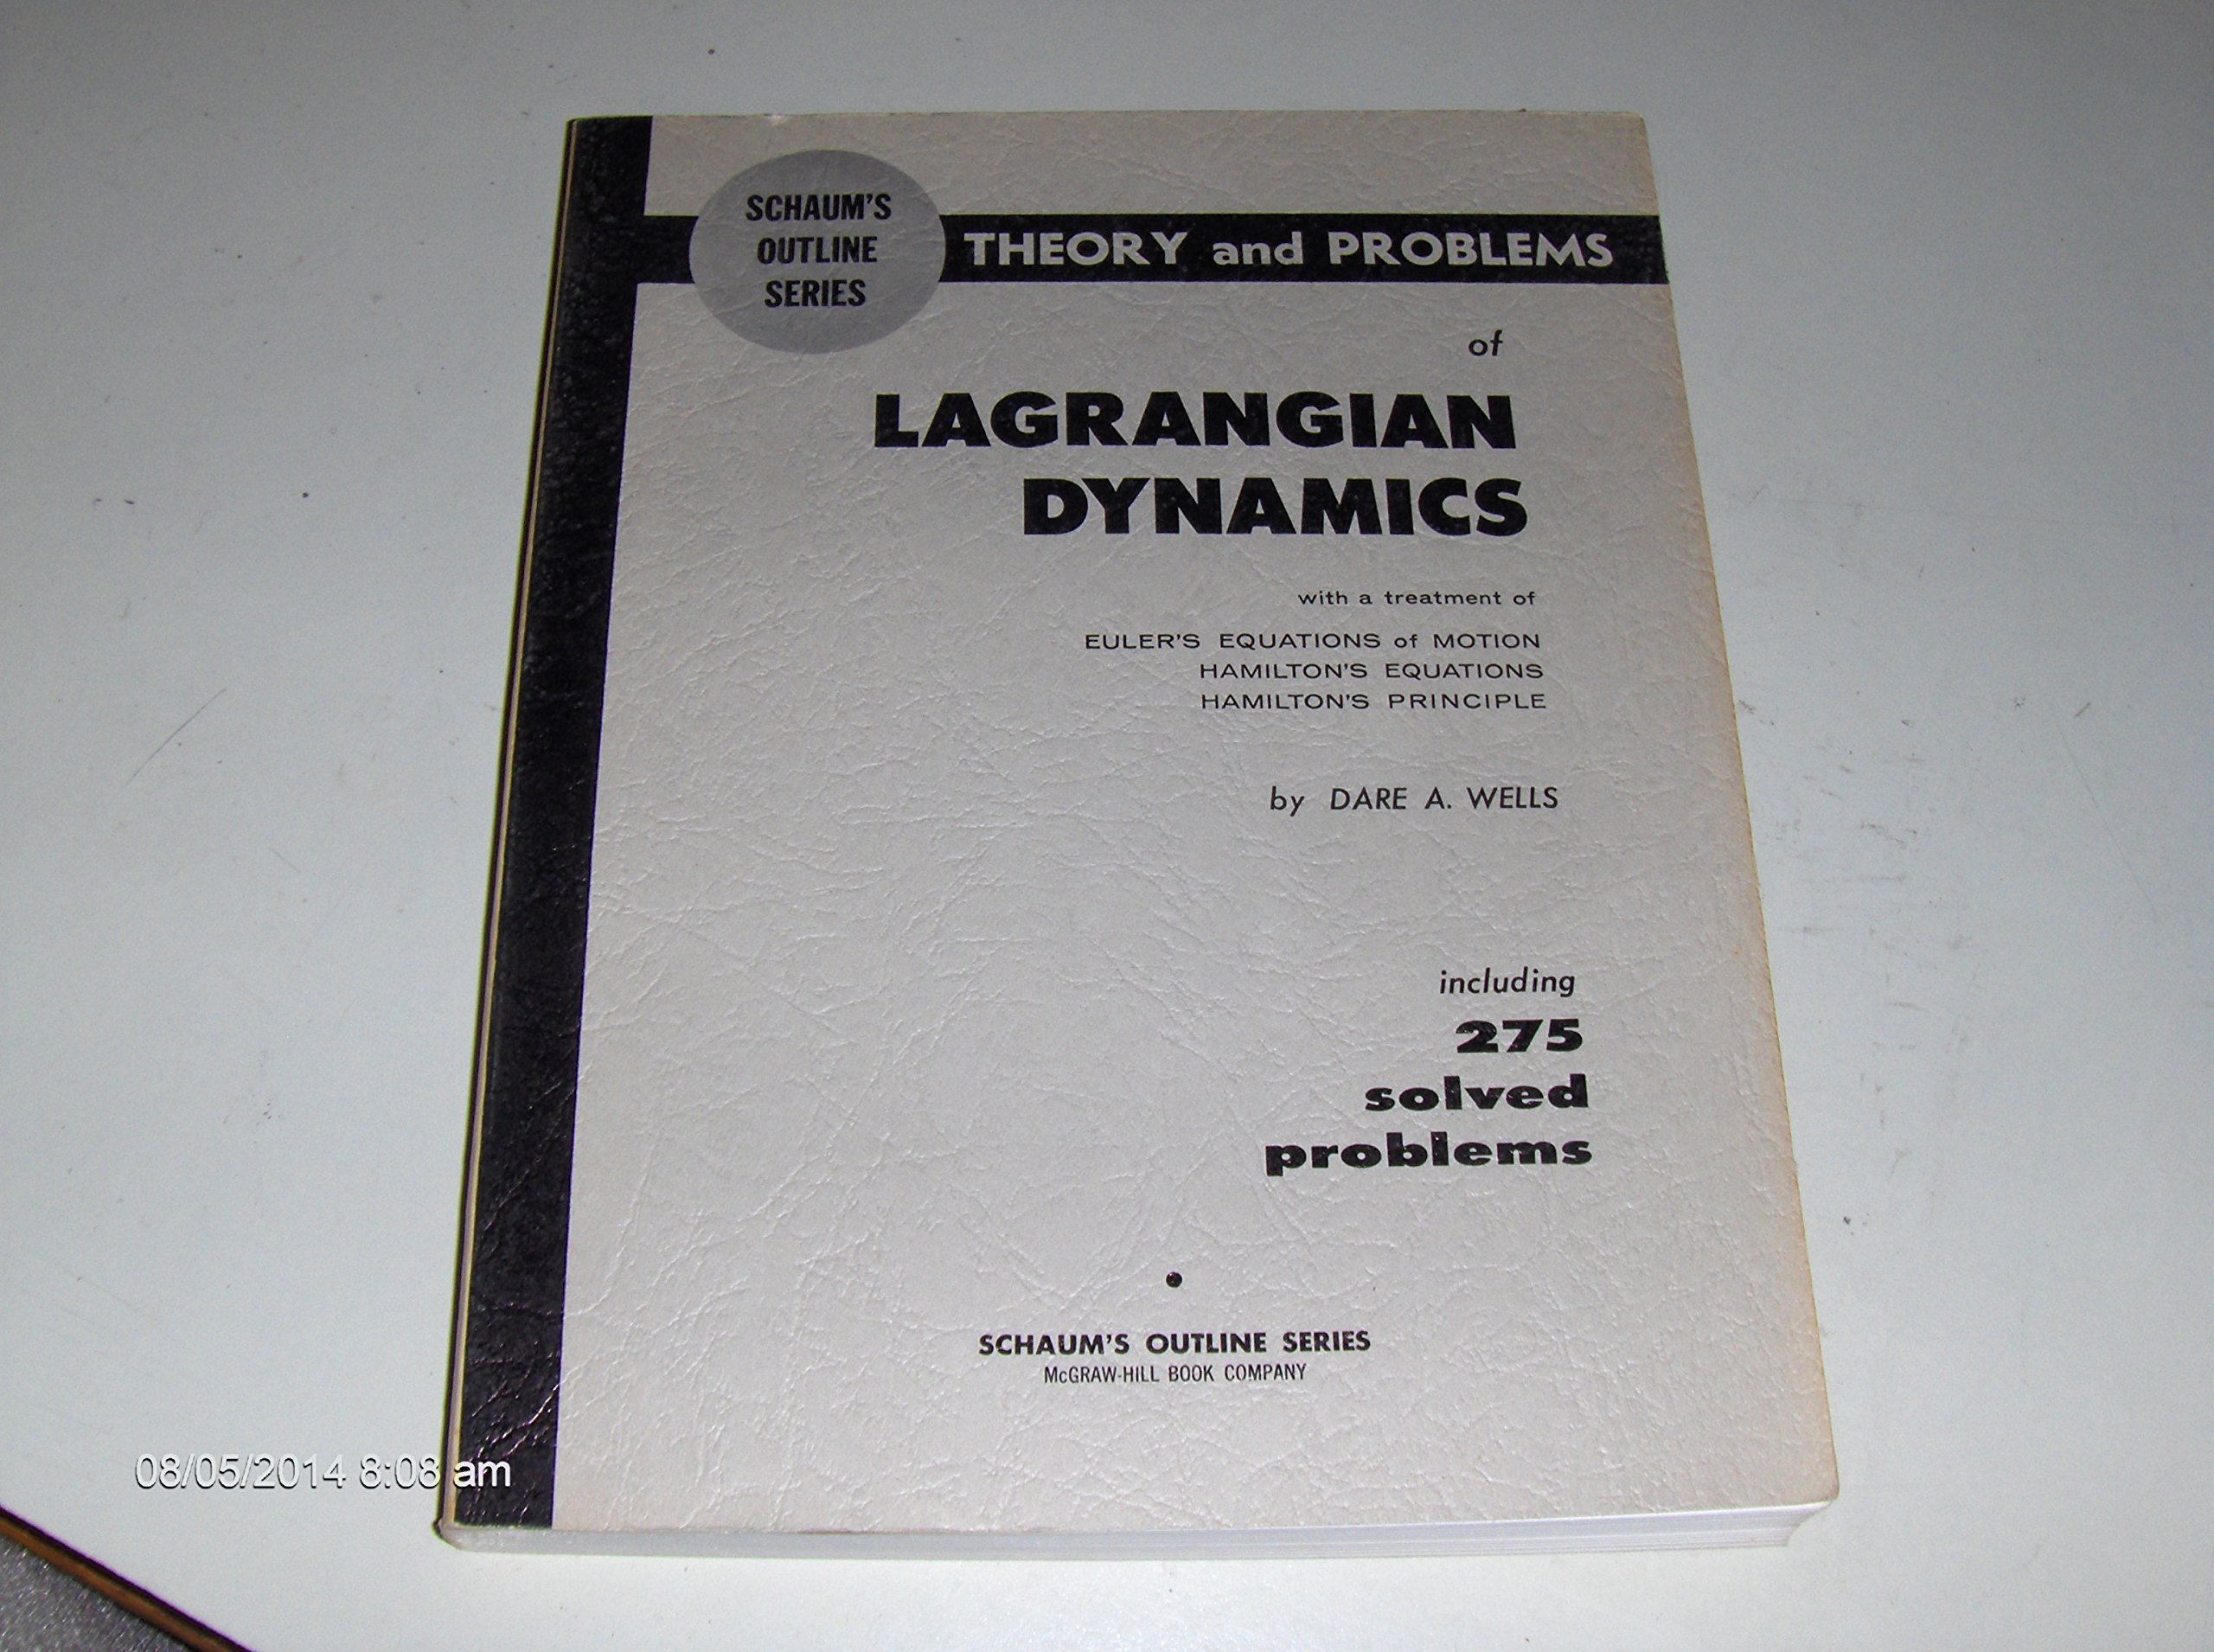 SCHAUM'S
OUTLINE
SERIES
THEORY and PROBLEMS
of
LAGRANGIAN
DYNAMICS
with a treatment of
EULER'S EQUATIONS of MOTION
HAMILTON'S EQUATIONS
HAMILTON'S PRINCIPLE
by DARE A. WELLS
including
275
solved
problems
SCHAUM'S OUTLINE SERIES
McGRAW-HILL BOOK COMPANY
08/05/2014 8:08 am